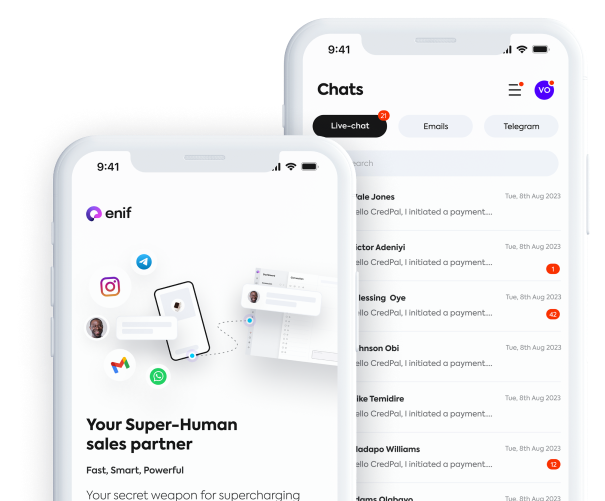 9:41
enif
Your Super-Human
sales partner
Fast, Smart, Powerful
Your secret weapon for supercharging
9:41
Chats
VO
21
Live-chat
Emails
Telegram
earch
ale Jones
Tue, 8th Aug 2023
ello CredPal, I initiated a payment....
ictor Adeniyi
Tue, 8th Aug 2023
ello CredPal, I initiated a payment....
1
lessing Oye
Tue, 8th Aug 2023
ello CredPal, I initiated a payment....
42
hnson Obi
Tue, 8th Aug 2023
ello CredPal, I initiated a payment....
ike Temidire
Tue, 8th Aug 2023
ello CredPal, I initiated a payment....
ladapo Williams
Tue, 8th Aug 2023
ello CredPal, I initiated a payment....
12
dams Olabayo
Tue, 8th Aug 2023